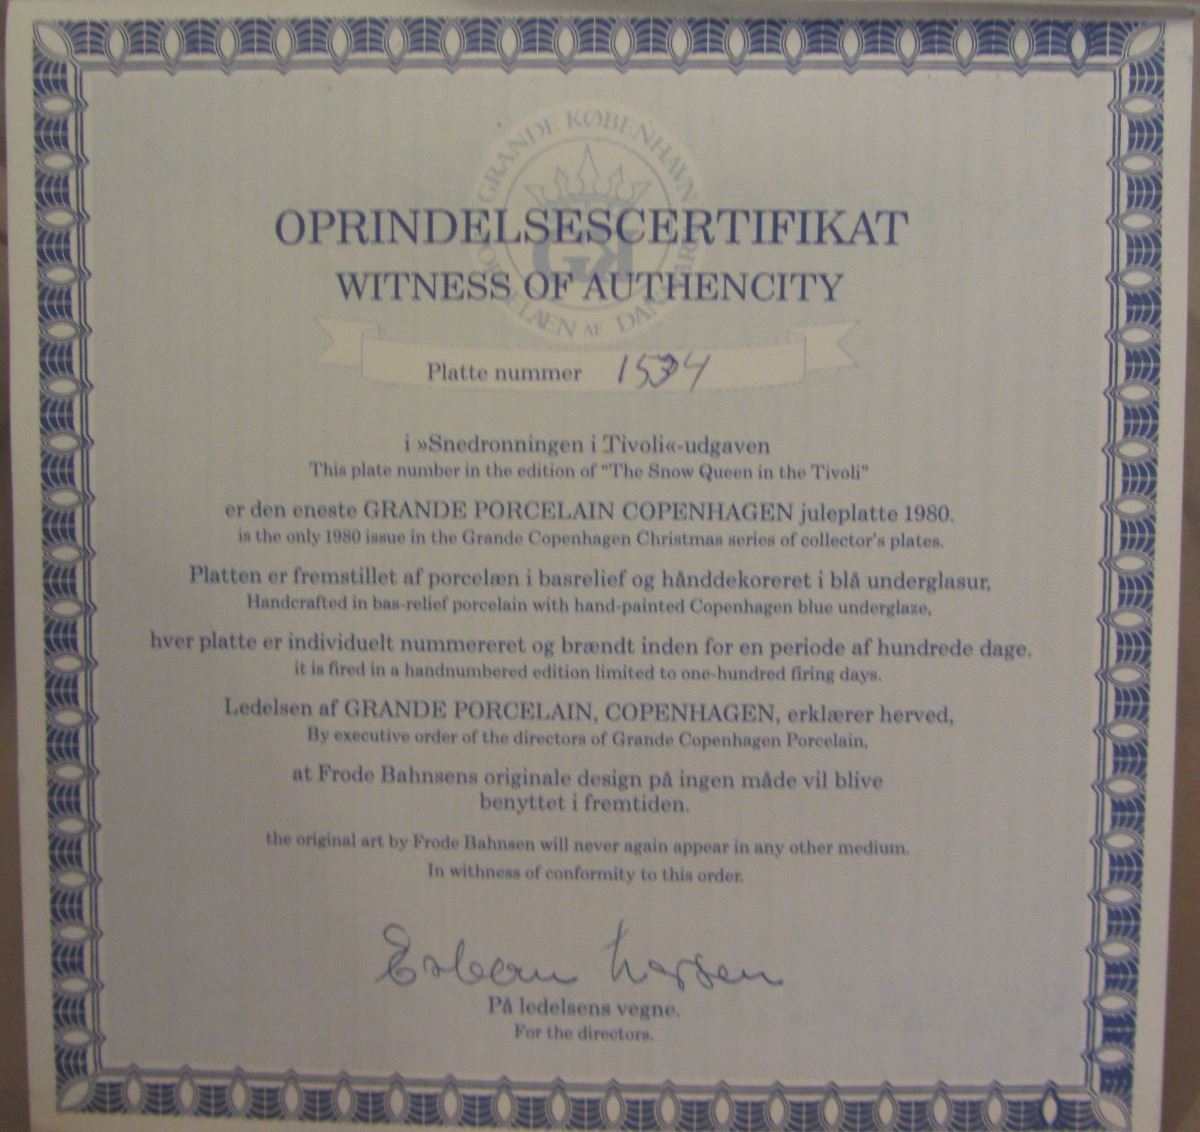 GRANDE KØBENHAVN
PORCELÆN AF DANMARK
GK
OPRINDELSESCERTIFIKAT
WITNESS OF AUTHENCITY
Platte nummer 1534
i »Snedronningen i Tivoli«-udgaven
This plate number in the edition of "The Snow Queen in the Tivoli"
er den eneste GRANDE PORCELAIN COPENHAGEN juleplatte 1980.
is the only 1980 issue in the Grande Copenhagen Christmas series of collector's plates.
Platten er fremstillet af porcelæn i basrelief og hånddekoreret i blå underglasur,
Handcrafted in bas-relief porcelain with hand-painted Copenhagen blue underglaze,
hver platte er individuelt nummereret og brændt inden for en periode af hundrede dage.
it is fired in a handnumbered edition limited to one-hundred firing days.
Ledelsen af GRANDE PORCELAIN, COPENHAGEN, erklærer herved,
By executive order of the directors of Grande Copenhagen Porcelain,
at Frode Bahnsens originale design på ingen måde vil blive
benyttet i fremtiden.
the original art by Frode Bahnsen will never again appear in any other medium.
In withness of conformity to this order.
På ledelsens vegne.
For the directors.